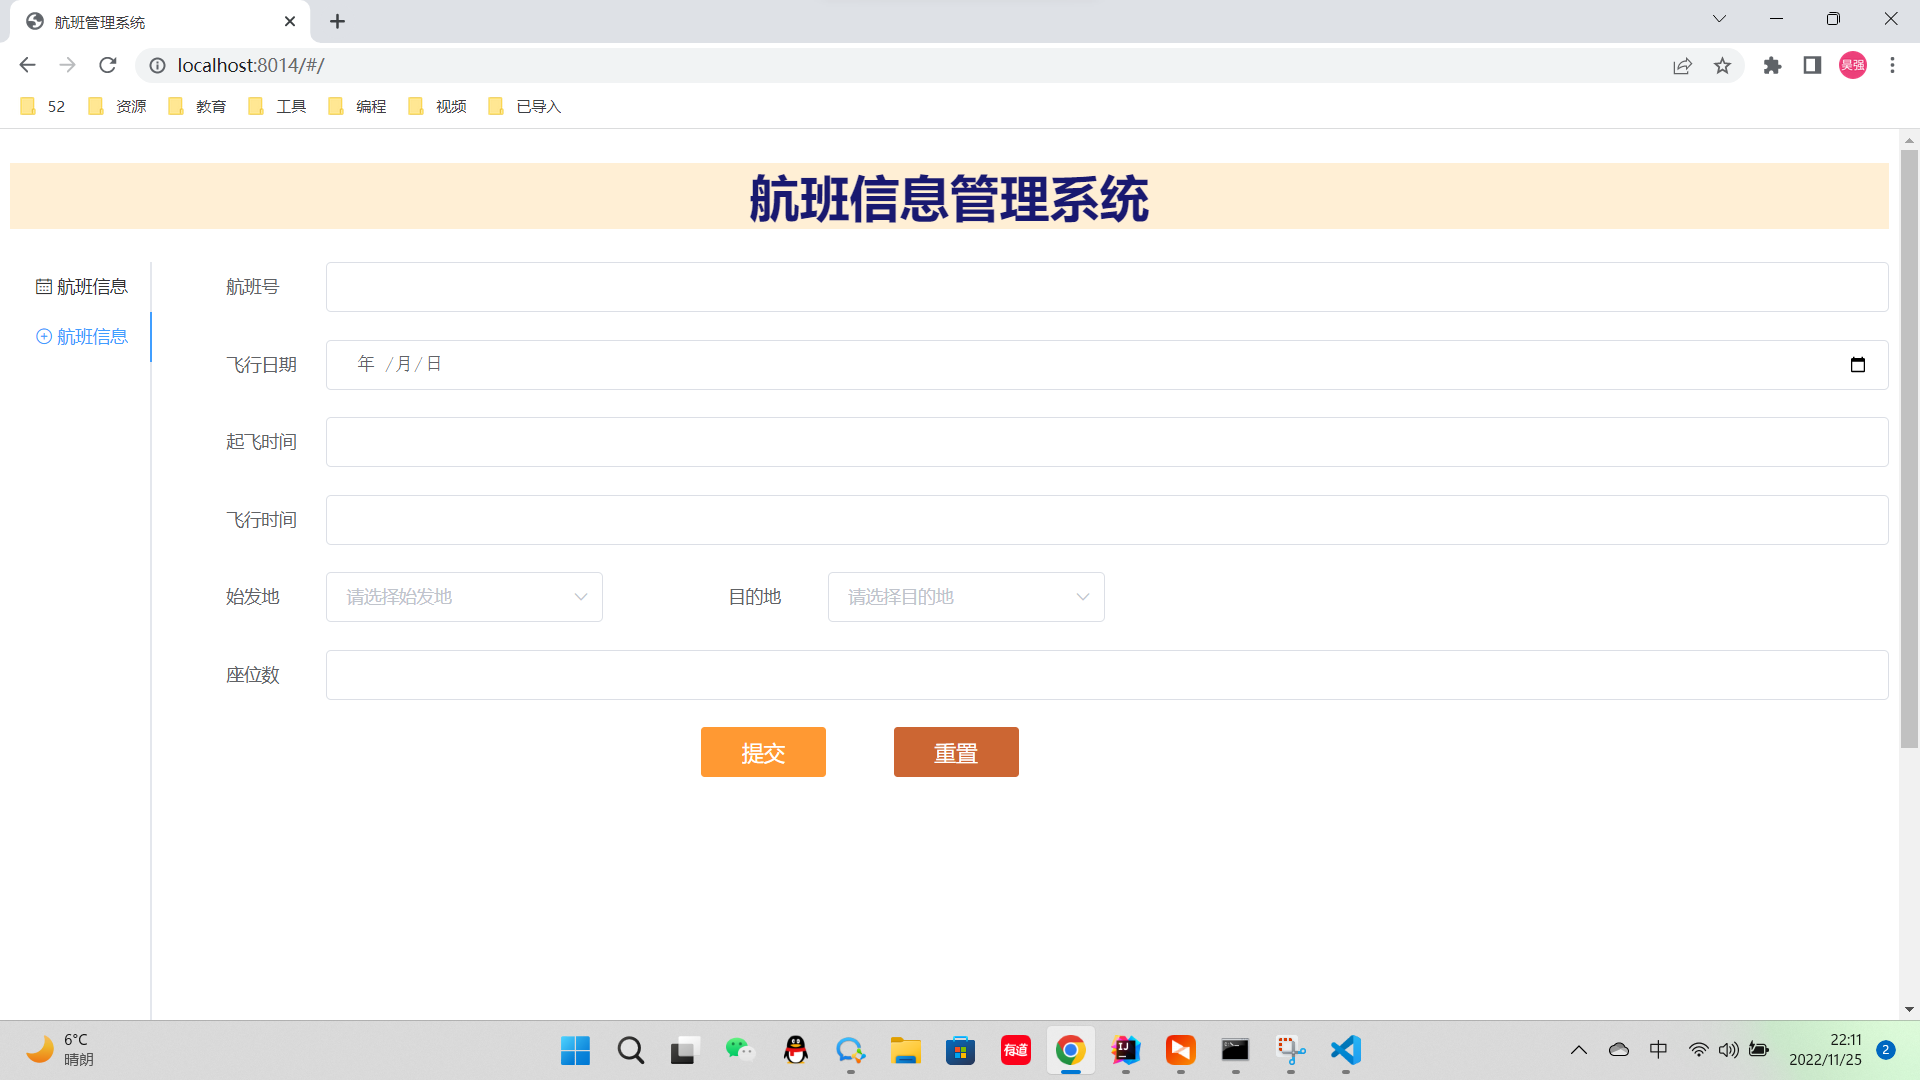 航班管理系统
localhost:8014/#/
吴强
52 资源 教育 工具 编程 视频 已导入
航班信息管理系统
航班信息
航班信息
航班号
飞行日期 年 /月/日
起飞时间
飞行时间
始发地 请选择始发地 目的地 请选择目的地
座位数
提交 重置
6°C
晴朗
有道
IJ
中
22:11
2022/11/25
2